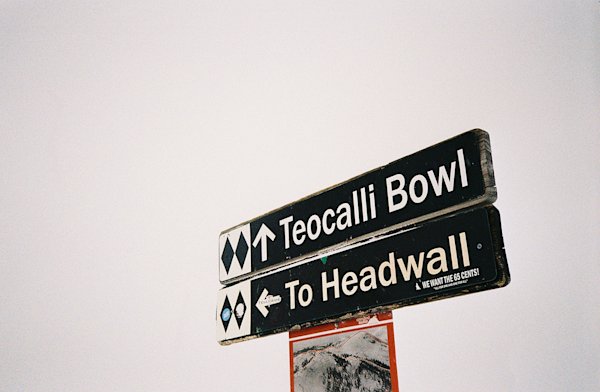 Teocalli Bowl
To Headwall
WE WANT THE 65 CENTS!